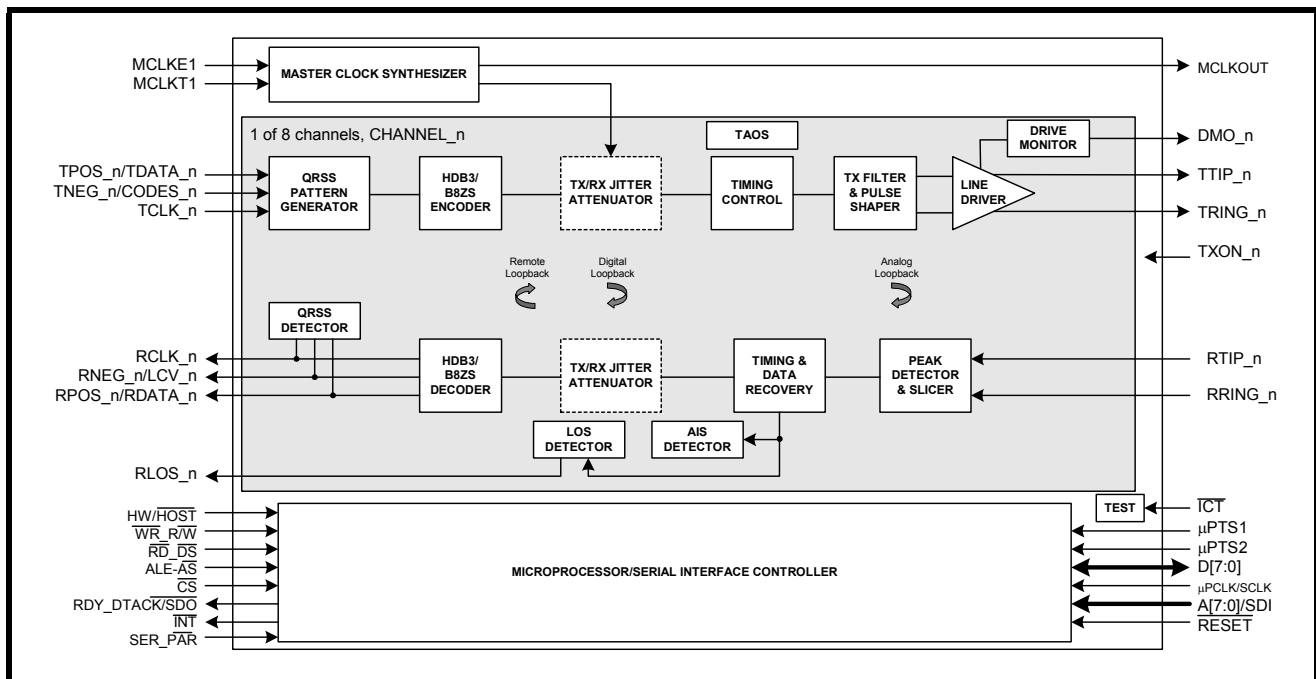 MCLKE1
MCLKT1
MASTER CLOCK SYNTHESIZER
MCLKOUT
1 of 8 channels, CHANNEL_n
TAOS
DRIVE
MONITOR
DMO_n
TPOS_n/TDATA_n
TNEG_n/CODES_n
TCLK_n
QRSS
PATTERN
GENERATOR
HDB3/
B8ZS
ENCODER
TX/RX JITTER
ATTENUATOR
TIMING
CONTROL
TX FILTER
& PULSE
SHAPER
LINE
DRIVER
TTIP_n
TRING_n
TXON_n
Remote
Loopback
Digital
Loopback
Analog
Loopback
QRSS
DETECTOR
RCLK_n
RNEG_n/LCV_n
RPOS_n/RDATA_n
HDB3/
B8ZS
DECODER
TX/RX JITTER
ATTENUATOR
TIMING &
DATA
RECOVERY
PEAK
DETECTOR
& SLICER
RTIP_n
RRING_n
LOS
DETECTOR
AIS
DETECTOR
RLOS_n
TEST
ICT
HW/HOST
WR_R/W
RD_DS
ALE-AS
CS
RDY_DTACK/SDO
INT
SER_PAR
MICROPROCESSOR/SERIAL INTERFACE CONTROLLER
µPTS1
µPTS2
D[7:0]
µPCLK/SCLK
A[7:0]/SDI
RESET